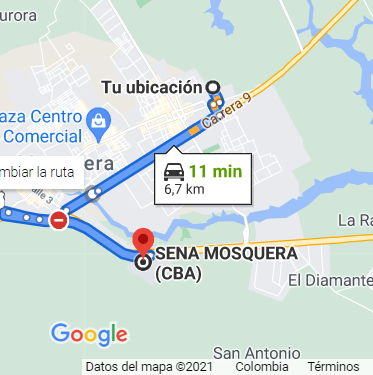 urora
Tu ubicación
Carrera 9
aza Centro
Comercial
mbiar la ruta
era
11 min
6,7 km
lle 3
La Ra
SENA MOSQUERA
(CBA)
El Diamante
Google
San Antonio
Datos del mapa ©2021 Colombia Términos